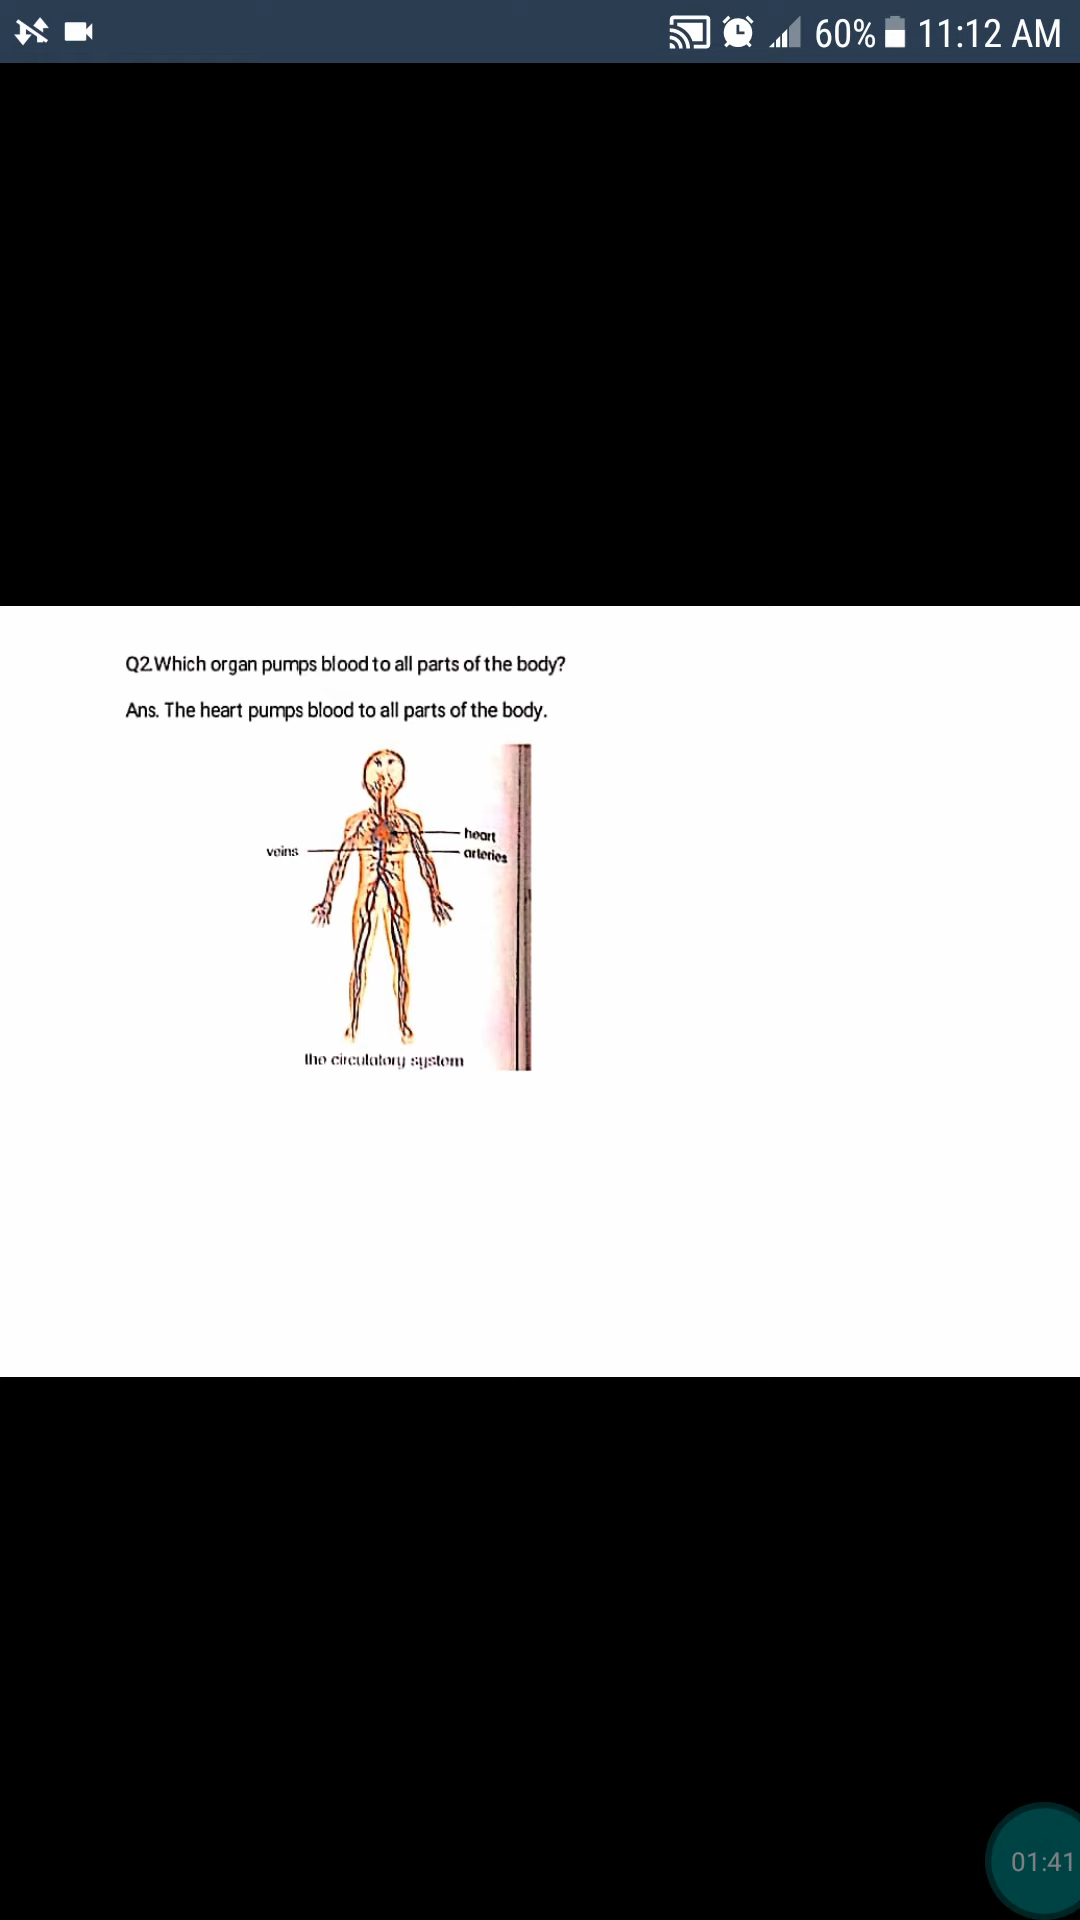 60% 11:12 AM
Q2.Which organ pumps blood to all parts of the body?
Ans. The heart pumps blood to all parts of the body.
heart
veins
arteries
the circulatory system
01:41